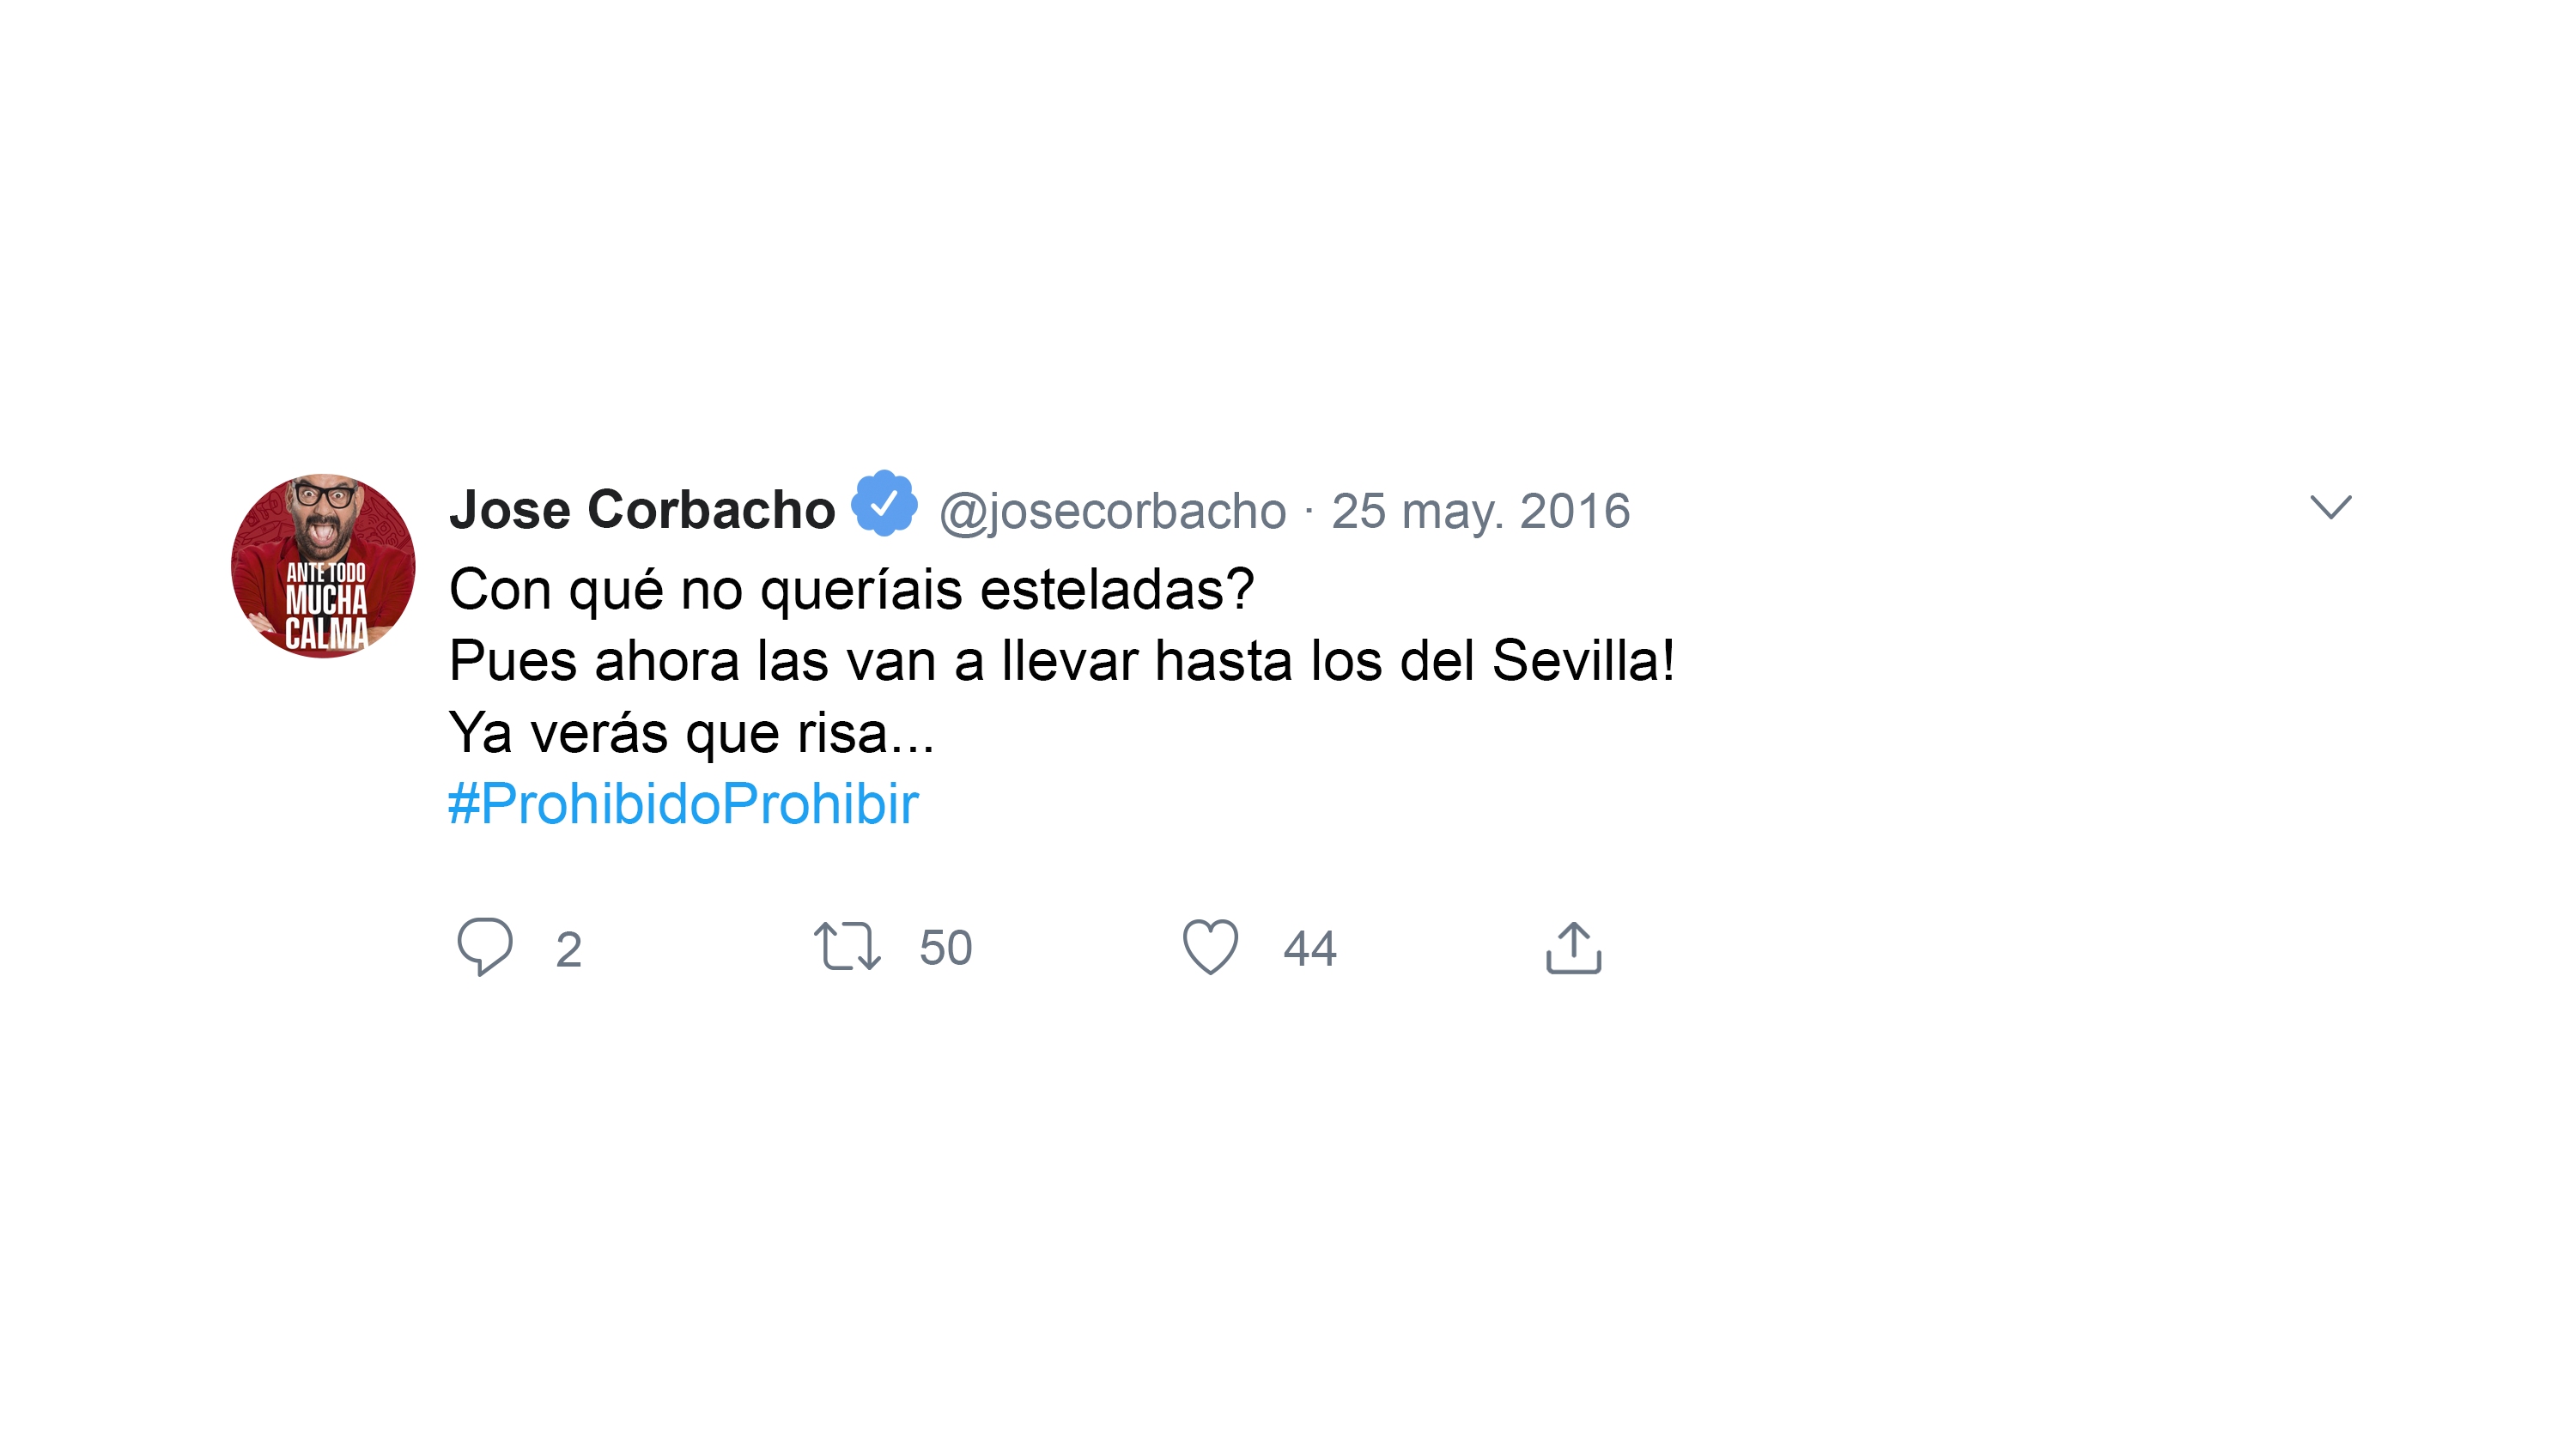 Jose Corbacho @josecorbacho · 25 may. 2016
ANTE TODO
MUCHA
CALMA
Con qué no queríais esteladas?
Pues ahora las van a llevar hasta los del Sevilla!
Ya verás que risa...
#ProhibidoProhibir
2 50 44